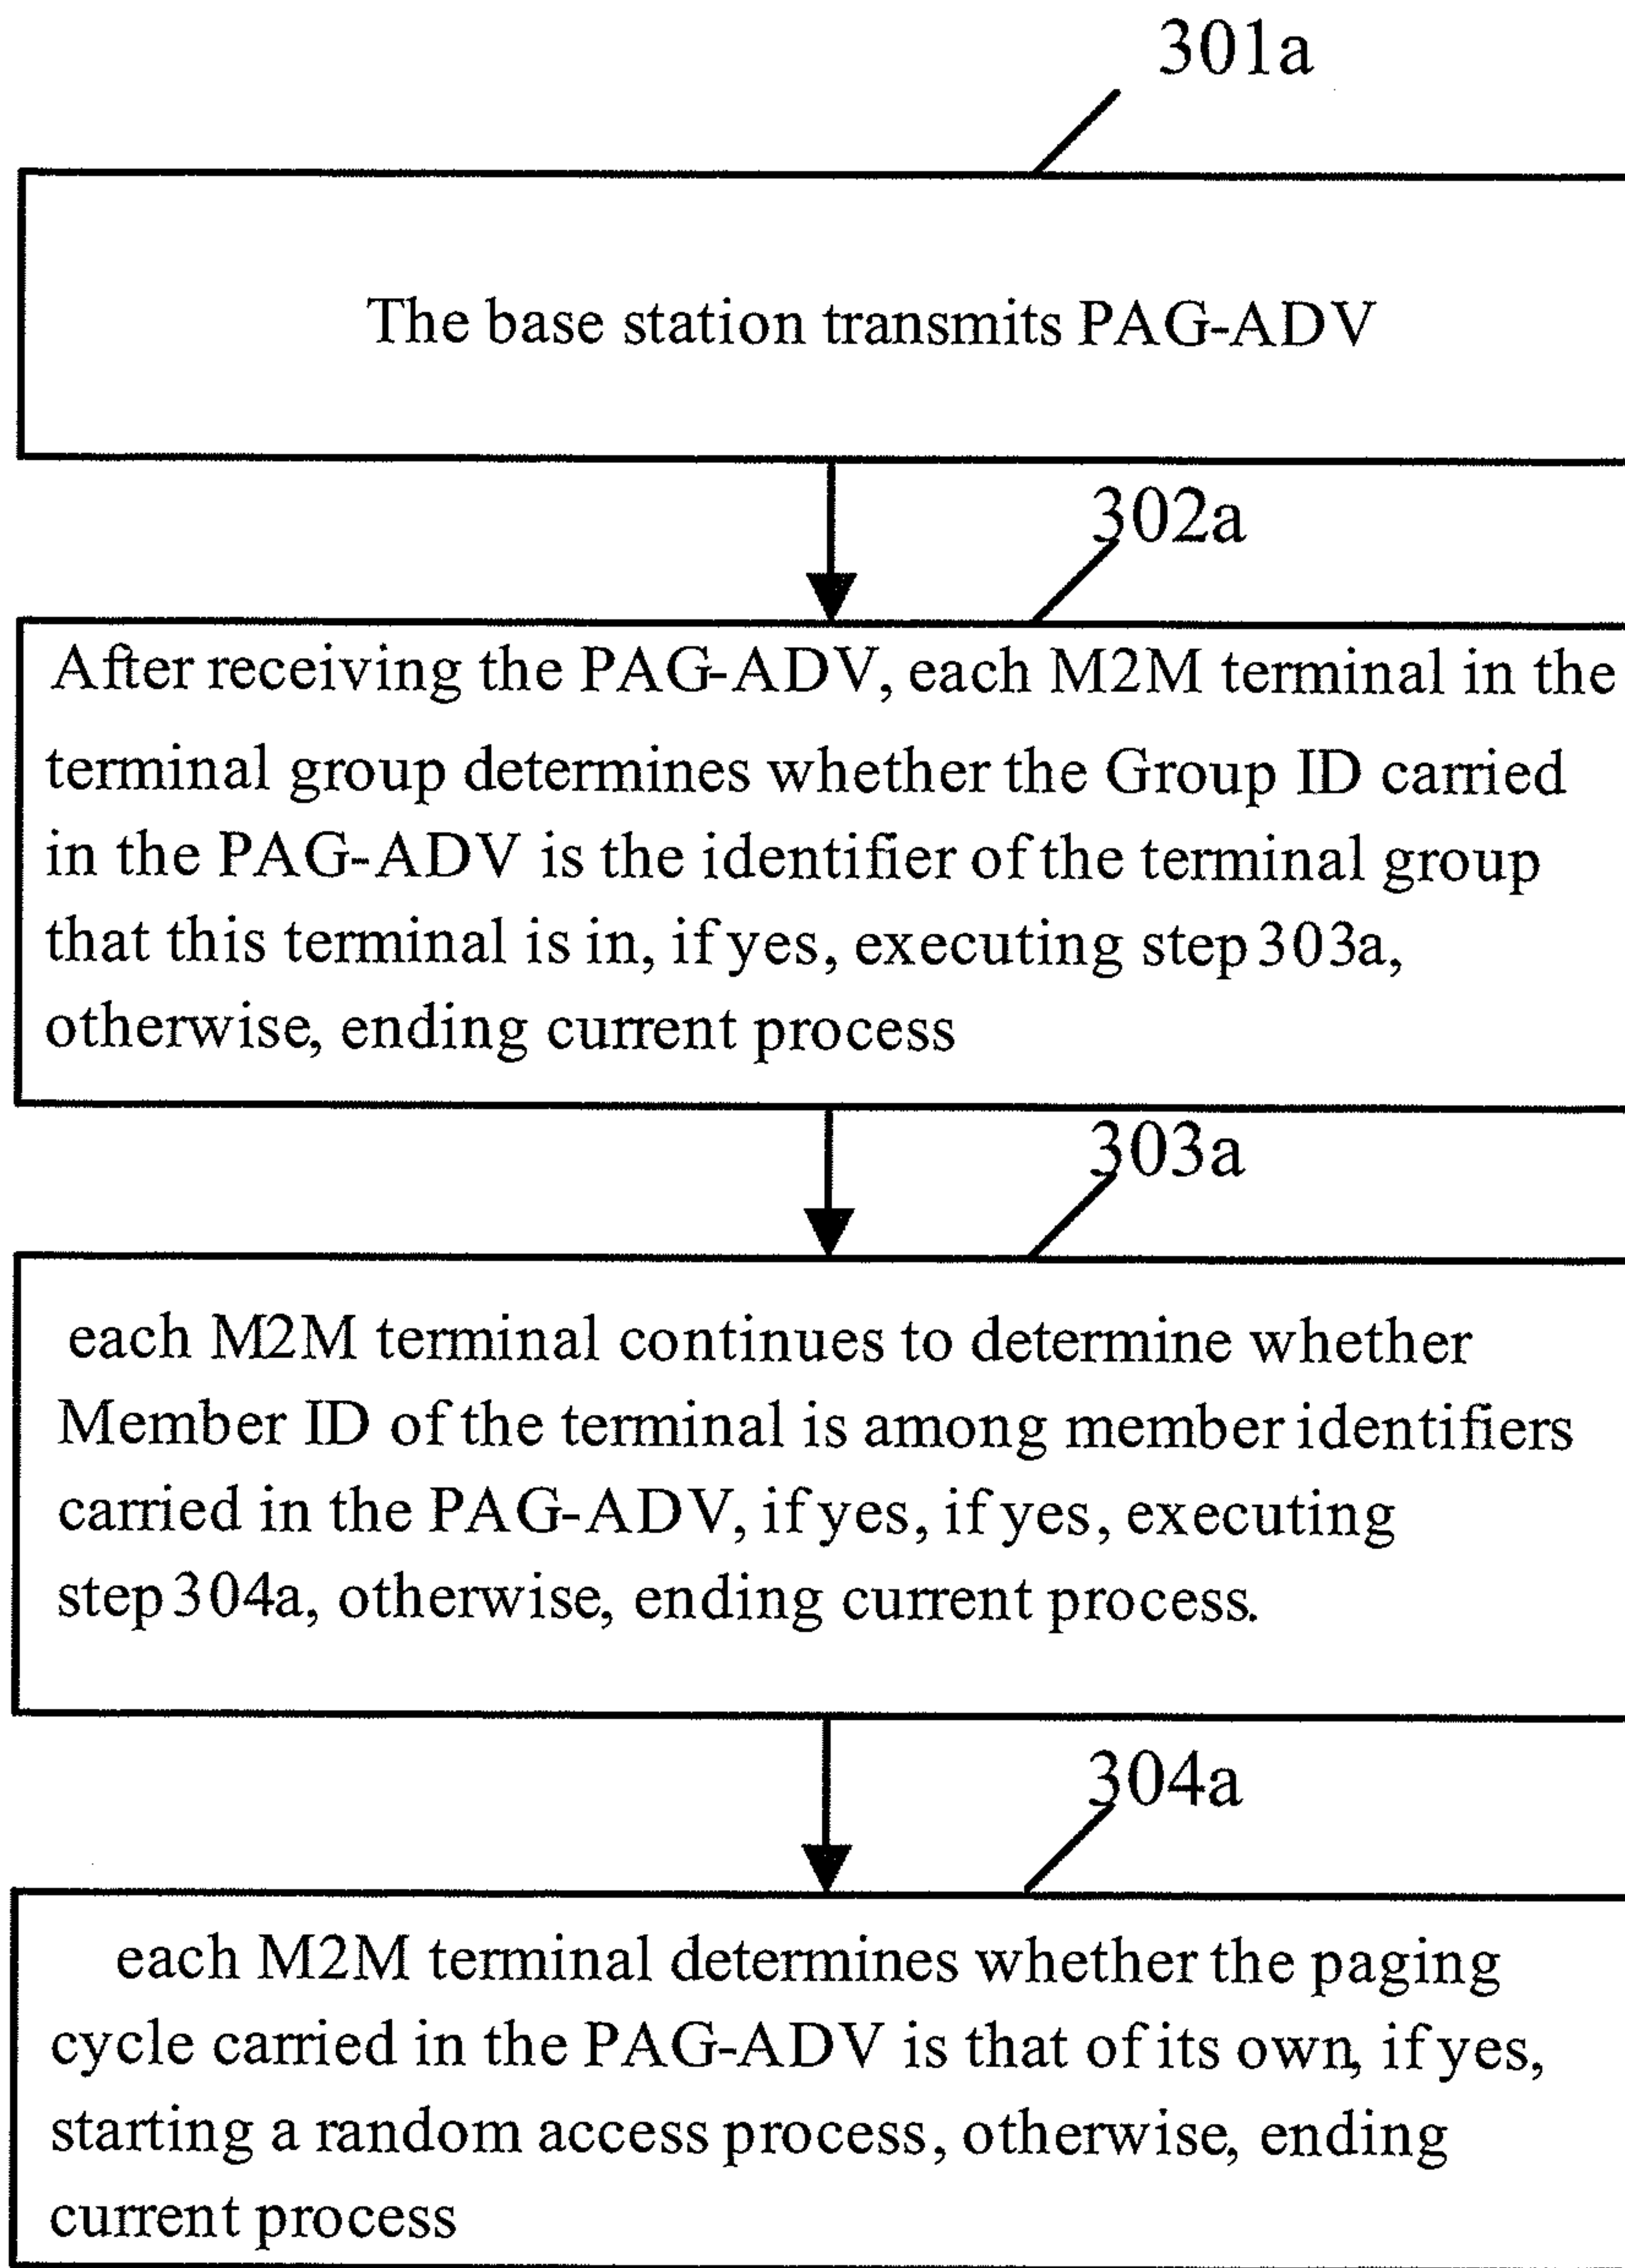 301a
The base station transmits PAG-ADV
302a
After receiving the PAG-ADV, each M2M terminal in the
terminal group determines whether the Group ID carried
in the PAG-ADV is the identifier of the terminal group
that this terminal is in, if yes, executing step 303a,
otherwise, ending current process
303a
each M2M terminal continues to determine whether
Member ID of the terminal is among member identifiers
carried in the PAG-ADV, if yes, if yes, executing
step 304a, otherwise, ending current process.
304a
each M2M terminal determines whether the paging
cycle carried in the PAG-ADV is that of its own, if yes,
starting a random access process, otherwise, ending
current process